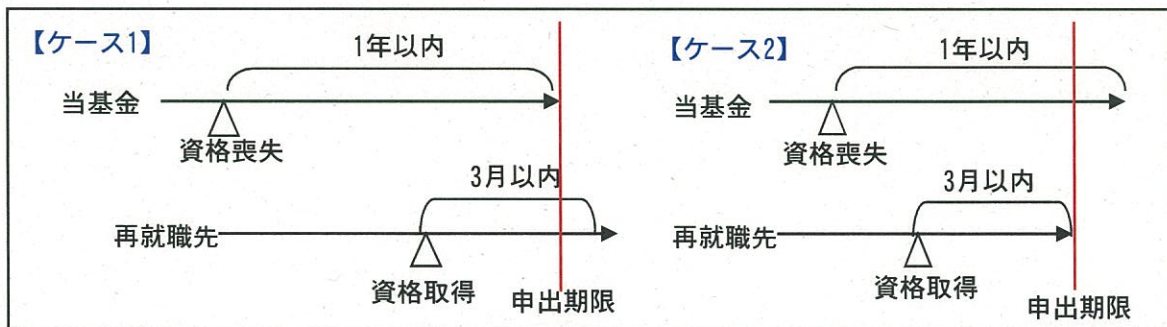 【ケース1】
1年以内
当基金
資格喪失
3月以内
再就職先
資格取得
申出期限
【ケース2】
1年以内
当基金
資格喪失
3月以内
再就職先
資格取得
申出期限